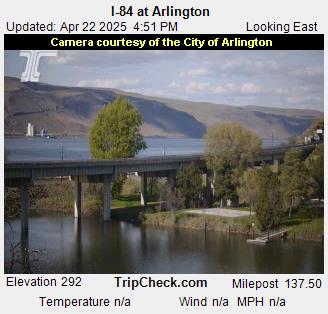 I-84 at Arlington
Updated: Apr 22 2025 4:51 PM Looking East
Camera courtesy of the City of Arlington
Elevation 292 TripCheck.com Milepost 137.50
Temperature n/a Wind n/a MPH n/a